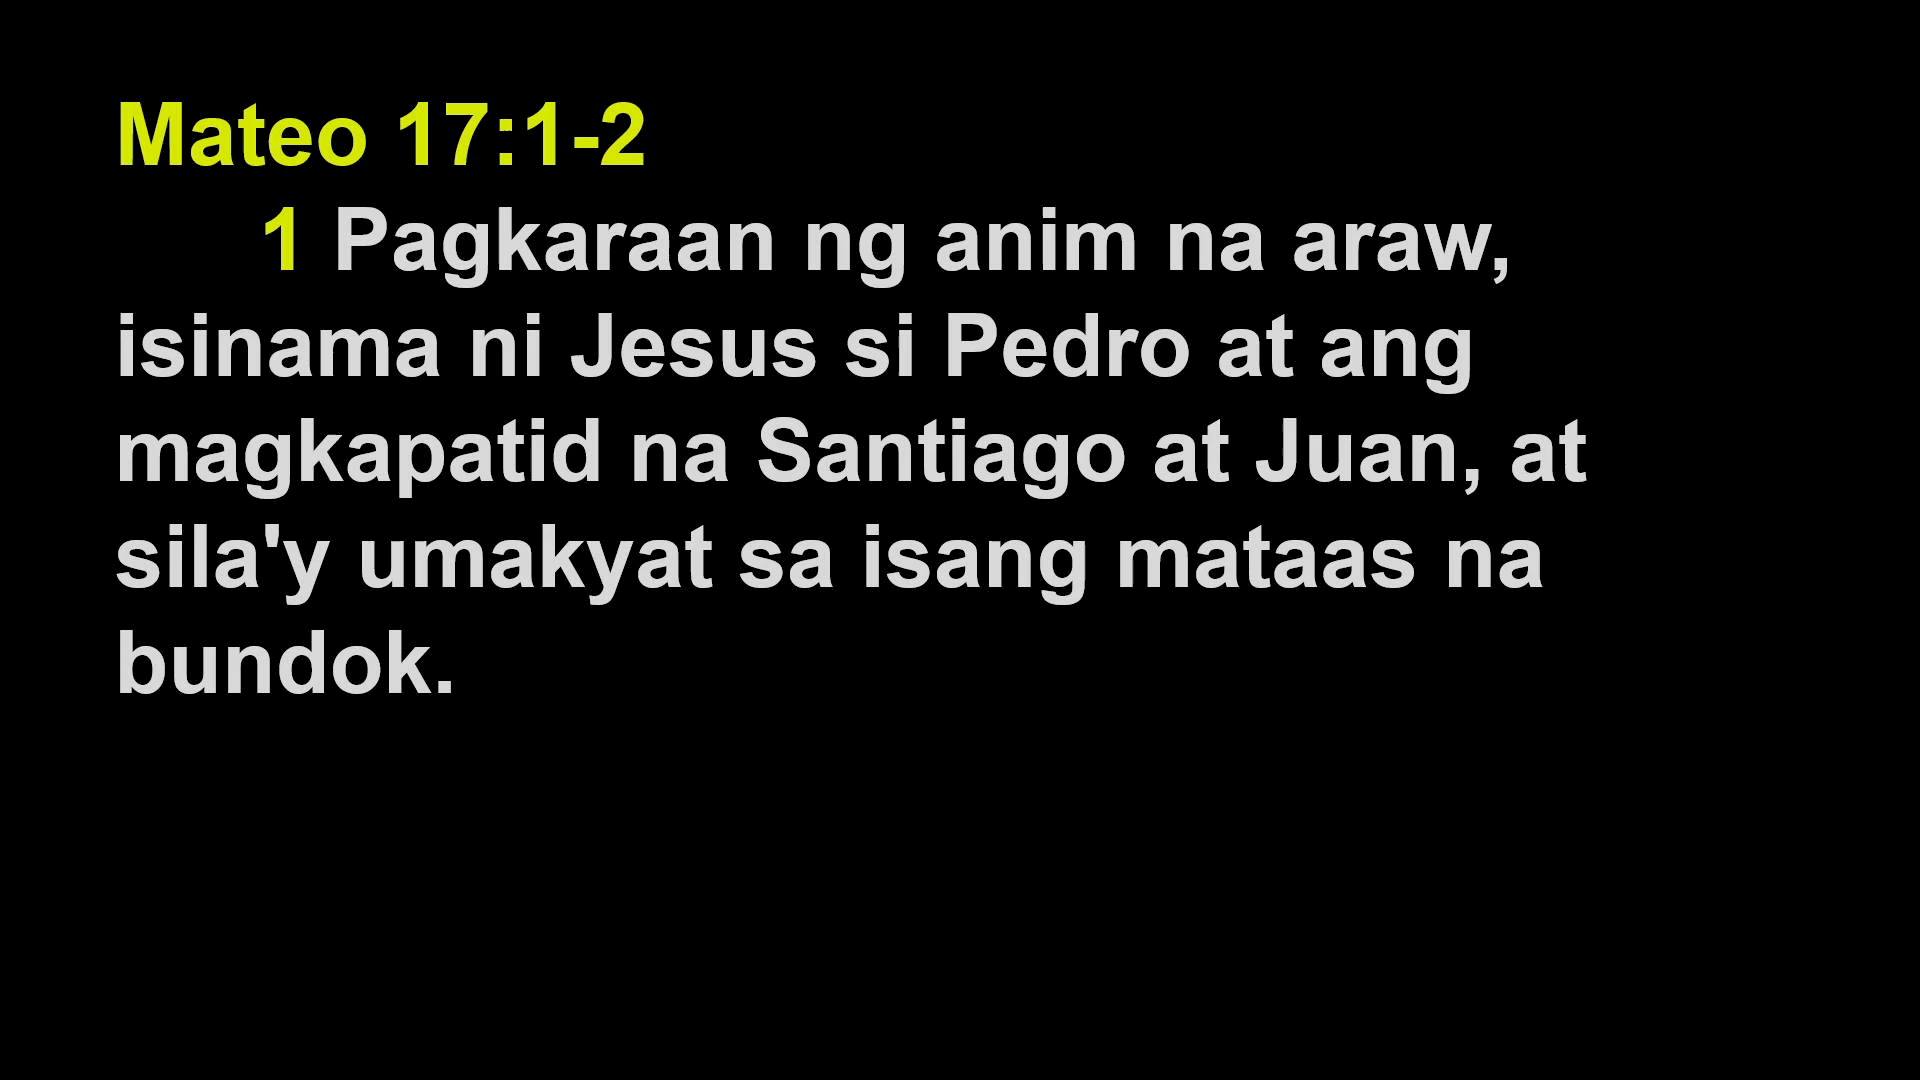 Mateo 17:1-2
1 Pagkaraan ng anim na araw,
isinama ni Jesus si Pedro at ang
magkapatid na Santiago at Juan, at
sila'y umakyat sa isang mataas na
bundok.